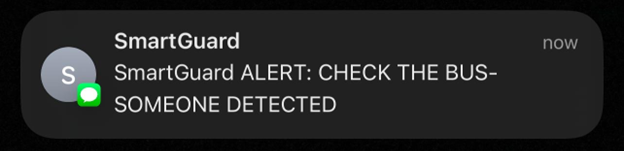 SmartGuard
now
SmartGuard ALERT: CHECK THE BUS-
SOMEONE DETECTED
S